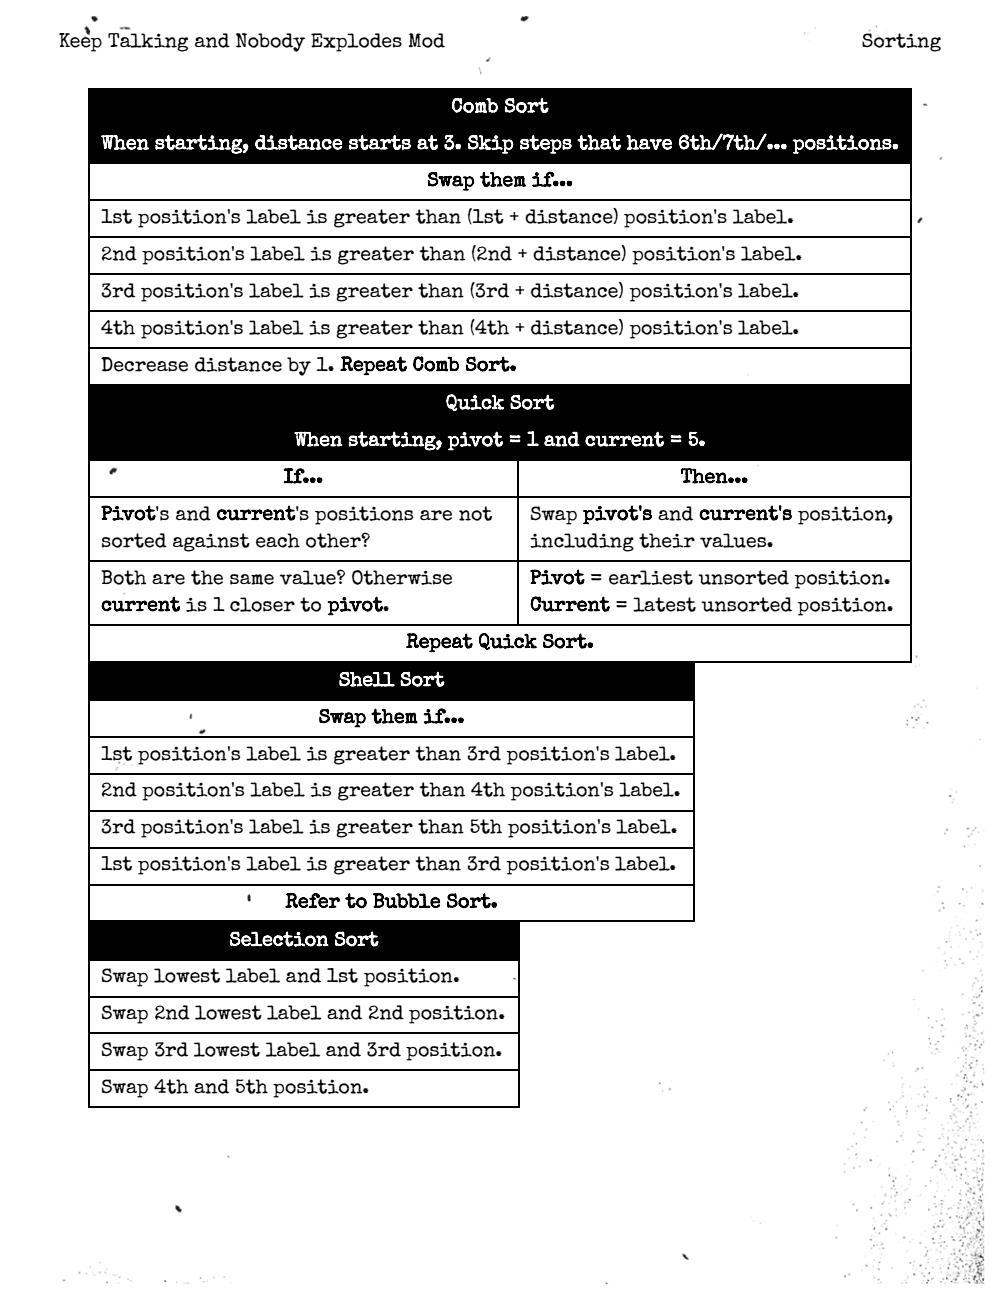 Keep Talking and Nobody Explodes Mod
Sorting
Comb Sort
When starting, distance starts at 3. Skip steps that have 6th/7th/... positions.
Swap them if...
1st position's label is greater than (1st + distance) position's label.
2nd position's label is greater than (2nd + distance) position's label.
3rd position's label is greater than (3rd + distance) position's label.
4th position's label is greater than (4th + distance) position's label.
Decrease distance by 1. Repeat Comb Sort.
Quick Sort
When starting, pivot = 1 and current = 5.
If...
Then...
Pivot's and current's positions are not
sorted against each other?
Swap pivot's and current's position,
including their values.
Both are the same value? Otherwise
current is 1 closer to pivot.
Pivot = earliest unsorted position.
Current = latest unsorted position.
Repeat Quick Sort.
Shell Sort
Swap them if...
1st position's label is greater than 3rd position's label.
2nd position's label is greater than 4th position's label.
3rd position's label is greater than 5th position's label.
1st position's label is greater than 3rd position's label.
Refer to Bubble Sort.
Selection Sort
Swap lowest label and 1st position.
Swap 2nd lowest label and 2nd position.
Swap 3rd lowest label and 3rd position.
Swap 4th and 5th position.